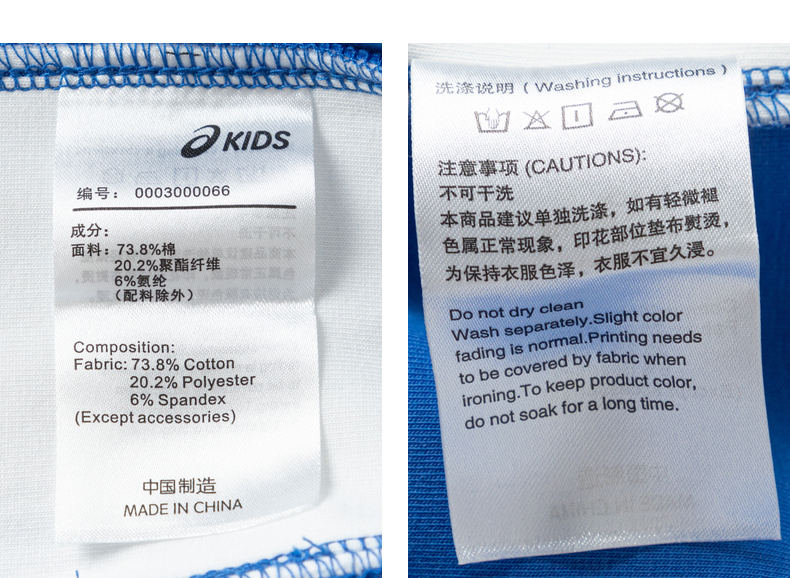 KIDS
编号： 0003000066
成分：
面料：73.8%棉
20.2%聚酯纤维
6%氨纶
（配料除外）
Composition:
Fabric: 73.8% Cotton
20.2% Polyester
6% Spandex
(Except accessories)
中国制造
MADE IN CHINA
洗涤说明（Washing instructions）
注意事项 (CAUTIONS):
不可干洗
本商品建议单独洗涤，如有轻微褪
色属正常现象，印花部位垫布熨烫，
为保持衣服色泽，衣服不宜久浸。
Do not dry clean
Wash separately.Slight color
fading is normal.Printing needs
to be covered by fabric when
ironing.To keep product color,
do not soak for a long time.